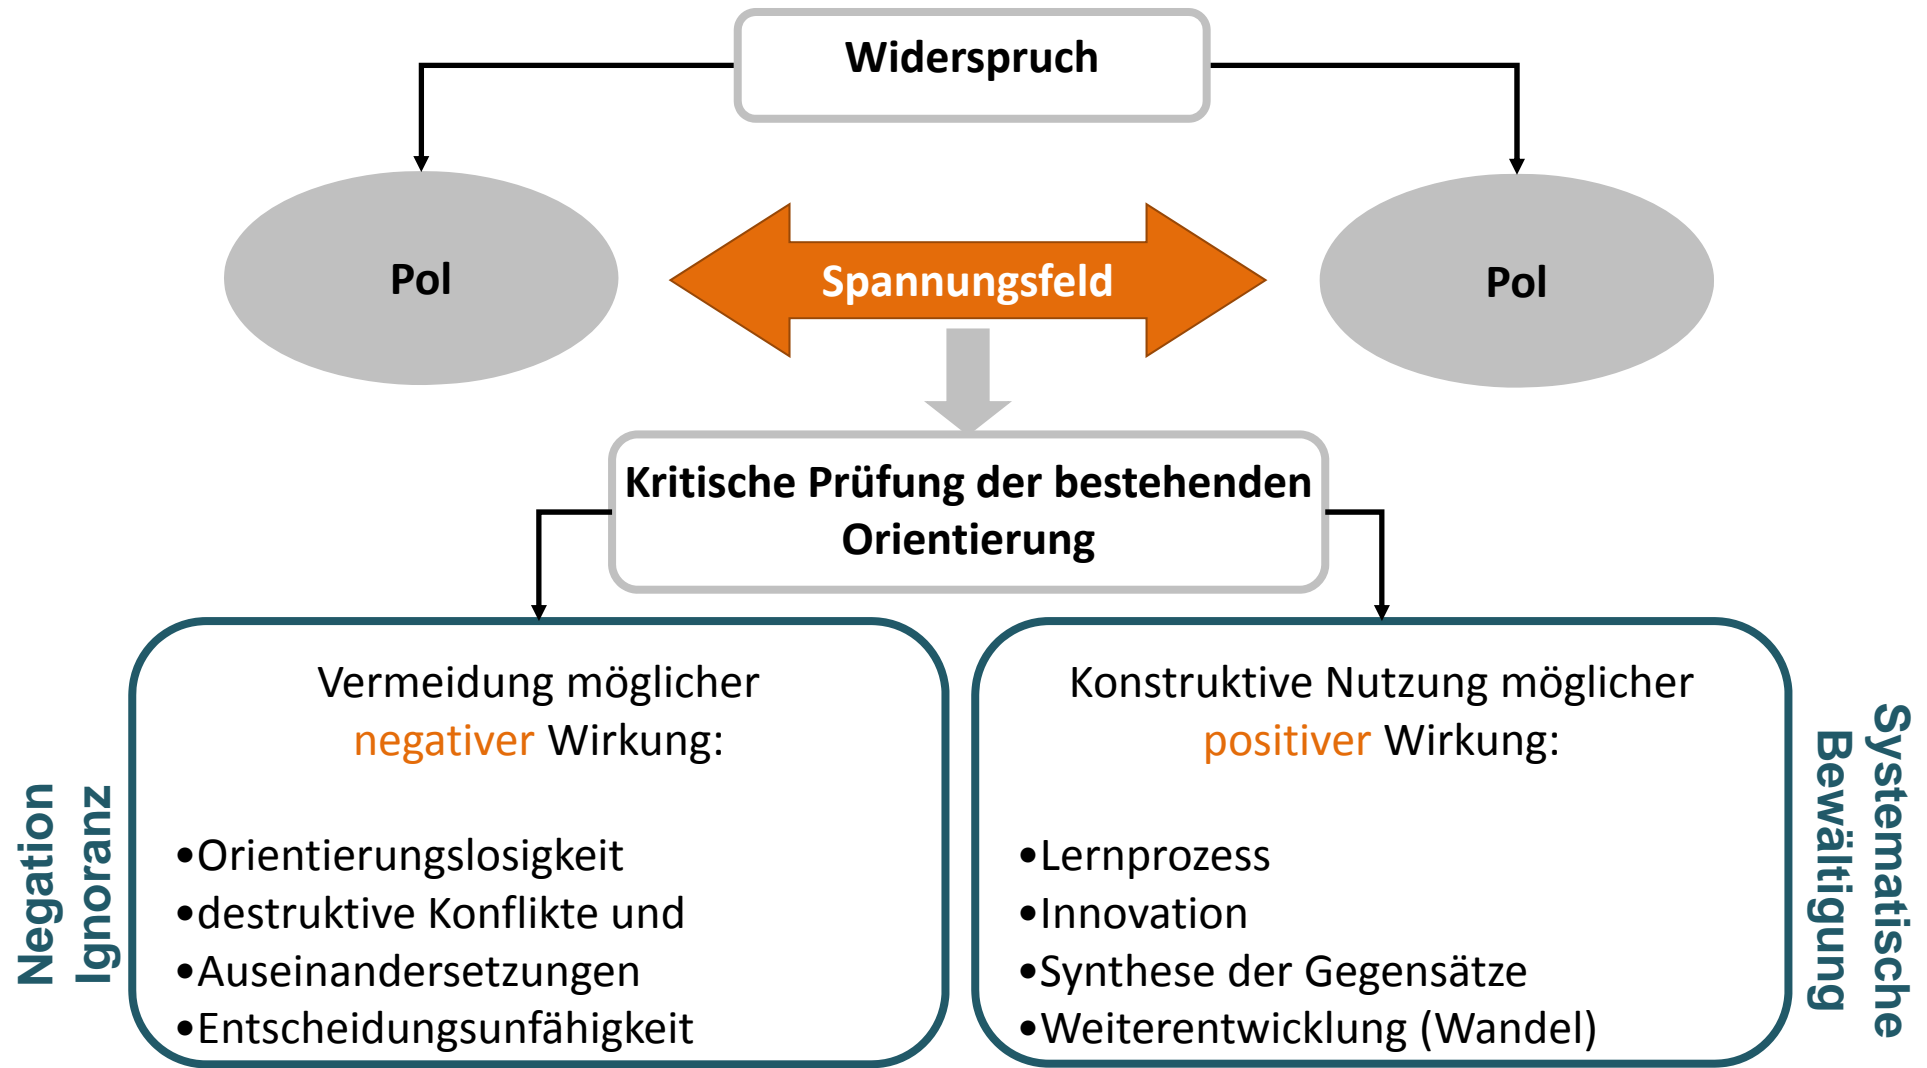 Widerspruch
Pol
Spannungsfeld
Pol
Kritische Prüfung der bestehenden
Orientierung
Negation
Ignoranz
Vermeidung möglicher
negativer Wirkung:
•Orientierungslosigkeit
•destruktive Konflikte und
•Auseinandersetzungen
•Entscheidungsunfähigkeit
Konstruktive Nutzung möglicher
positiver Wirkung:
•Lernprozess
•Innovation
•Synthese der Gegensätze
•Weiterentwicklung (Wandel)
Systematische
Bewältigung